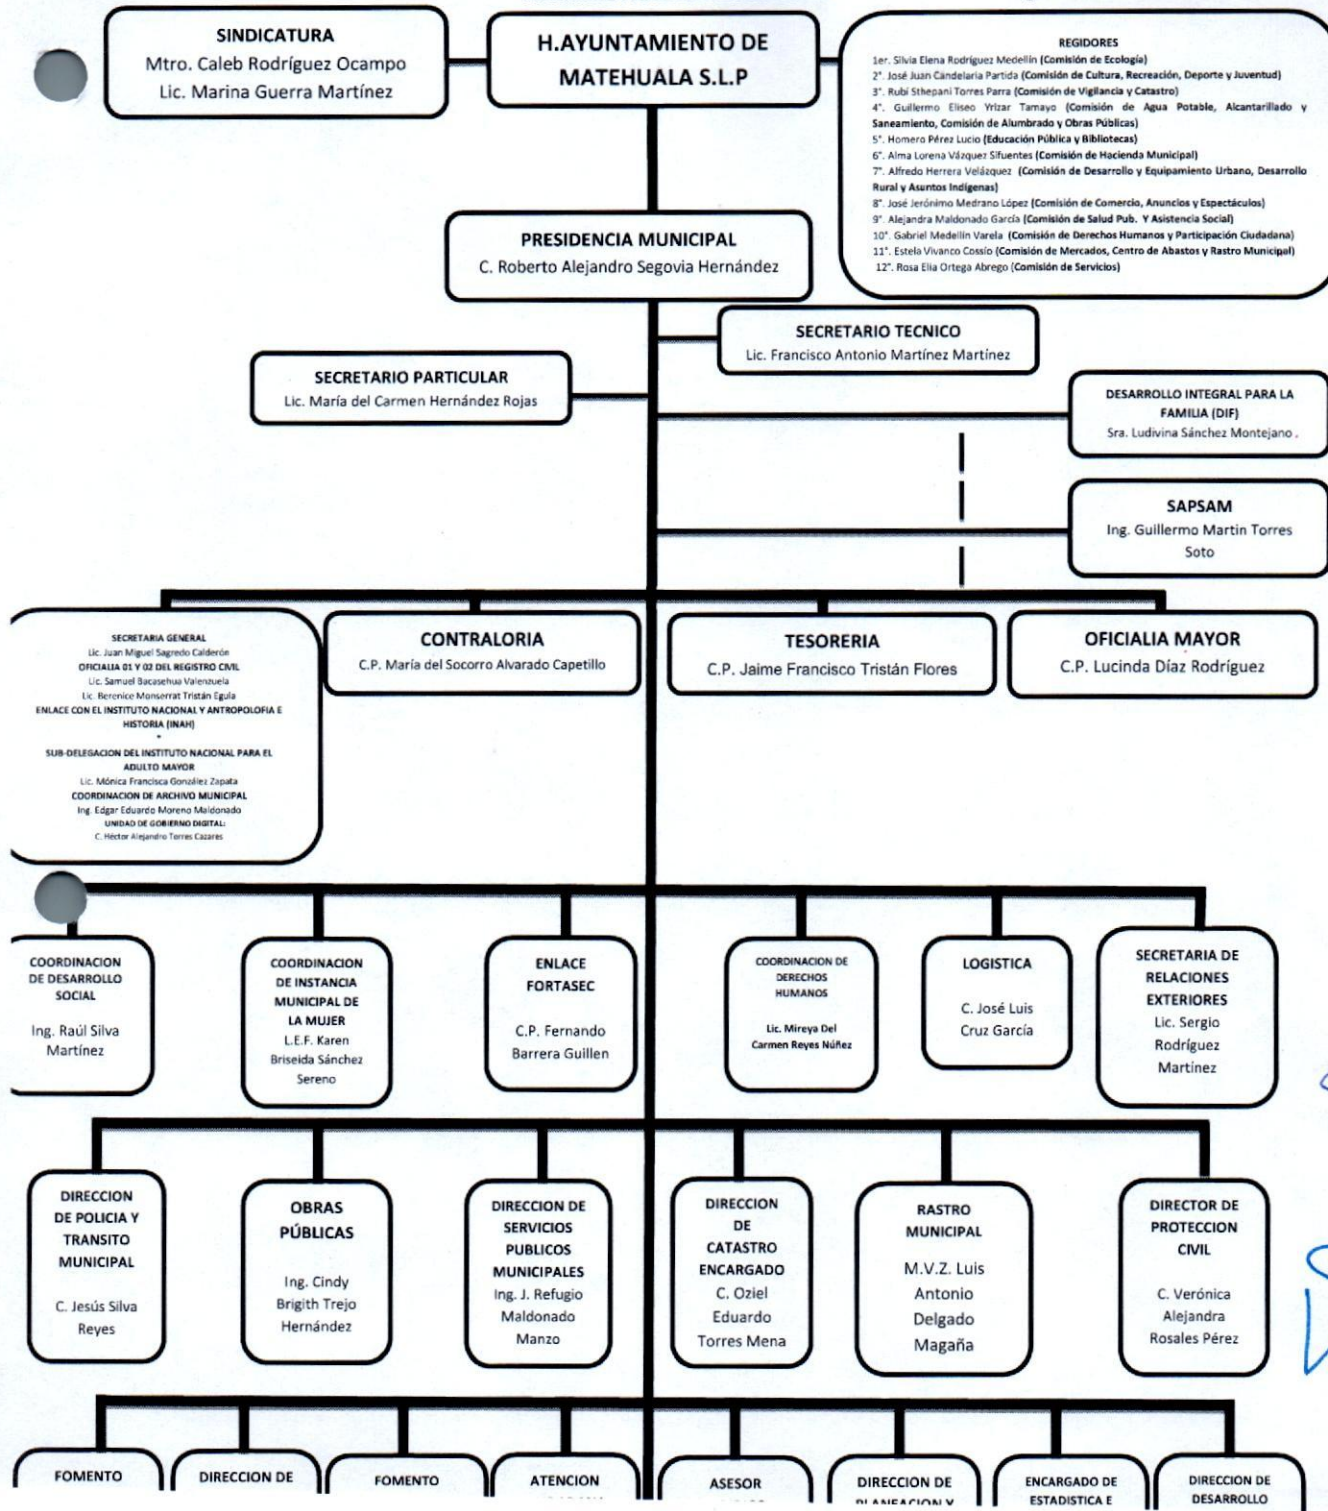 SINDICATURA
Mtro. Caleb Rodríguez Ocampo
Lic. Marina Guerra Martínez
H.AYUNTAMIENTO DE
MATEHUALA S.L.P
REGIDORES
1er. Silvia Elena Rodríguez Medellín (Comisión de Ecología)
2°. José Juan Candelaria Partida (Comisión de Cultura, Recreación, Deporte y Juventud)
3°. Rubí Sthepani Torres Parra (Comisión de Vigilancia y Catastro)
4°. Guillermo Eliseo Yrizar Tamayo (Comisión de Agua Potable, Alcantarillado y
Saneamiento, Comisión de Alumbrado y Obras Públicas)
5°. Homero Pérez Lucio (Educación Pública y Bibliotecas)
6°. Alma Lorena Vázquez Sifuentes (Comisión de Hacienda Municipal)
7°. Alfredo Herrera Velázquez (Comisión de Desarrollo y Equipamiento Urbano, Desarrollo
Rural y Asuntos Indígenas)
8°. José Jerónimo Medrano López (Comisión de Comercio, Anuncios y Espectáculos)
9°. Alejandra Maldonado García (Comisión de Salud Pub. Y Asistencia Social)
10°. Gabriel Medellín Varela (Comisión de Derechos Humanos y Participación Ciudadana)
11°. Estela Vivanco Cossío (Comisión de Mercados, Centro de Abastos y Rastro Municipal)
12°. Rosa Elia Ortega Abrego (Comisión de Servicios)
PRESIDENCIA MUNICIPAL
C. Roberto Alejandro Segovia Hernández
SECRETARIO TECNICO
Lic. Francisco Antonio Martínez Martínez
SECRETARIO PARTICULAR
Lic. María del Carmen Hernández Rojas
DESARROLLO INTEGRAL PARA LA
FAMILIA (DIF)
Sra. Ludivina Sánchez Montejano.
SAPSAM
Ing. Guillermo Martin Torres
Soto
SECRETARIA GENERAL
Lic. Juan Miguel Sagredo Calderón
OFICIALIA 01 Y 02 DEL REGISTRO CIVIL
Lic. Samuel Bacasehua Valenzuela
Lic. Berenice Monserrat Tristán Eguia
ENLACE CON EL INSTITUTO NACIONAL Y ANTROPOLOFIA E
HISTORIA (INAH)
*
SUB-DELEGACION DEL INSTITUTO NACIONAL PARA EL
ADULTO MAYOR
Lic. Mónica Francisca González Zapata
COORDINACION DE ARCHIVO MUNICIPAL
Ing. Edgar Eduardo Moreno Maldonado
UNIDAD DE GOBIERNO DIGITAL:
C. Héctor Alejandro Torres Cazares
CONTRALORIA
C.P. María del Socorro Alvarado Capetillo
TESORERIA
C.P. Jaime Francisco Tristán Flores
OFICIALIA MAYOR
C.P. Lucinda Díaz Rodríguez
COORDINACION
DE DESARROLLO
SOCIAL
Ing. Raúl Silva
Martínez
COORDINACION
DE INSTANCIA
MUNICIPAL DE
LA MUJER
L.E.F. Karen
Briseida Sánchez
Sereno
ENLACE
FORTASEC
C.P. Fernando
Barrera Guillen
COORDINACION DE
DERECHOS
HUMANOS
Lic. Mireya Del
Carmen Reyes Núñez
LOGISTICA
C. José Luis
Cruz García
SECRETARIA DE
RELACIONES
EXTERIORES
Lic. Sergio
Rodríguez
Martínez
DIRECCION
DE POLICIA Y
TRANSITO
MUNICIPAL
C. Jesús Silva
Reyes
OBRAS
PÚBLICAS
Ing. Cindy
Brigith Trejo
Hernández
DIRECCION DE
SERVICIOS
PUBLICOS
MUNICIPALES
Ing. J. Refugio
Maldonado
Manzo
DIRECCION
DE
CATASTRO
ENCARGADO
C. Oziel
Eduardo
Torres Mena
RASTRO
MUNICIPAL
M.V.Z. Luis
Antonio
Delgado
Magaña
DIRECTOR DE
PROTECCION
CIVIL
C. Verónica
Alejandra
Rosales Pérez
FOMENTO
DIRECCION DE
FOMENTO
ATENCION
ASESOR
DIRECCION DE
PLANEACION Y
ENCARGADO DE
ESTADISTICA E
DIRECCION DE
DESARROLLO